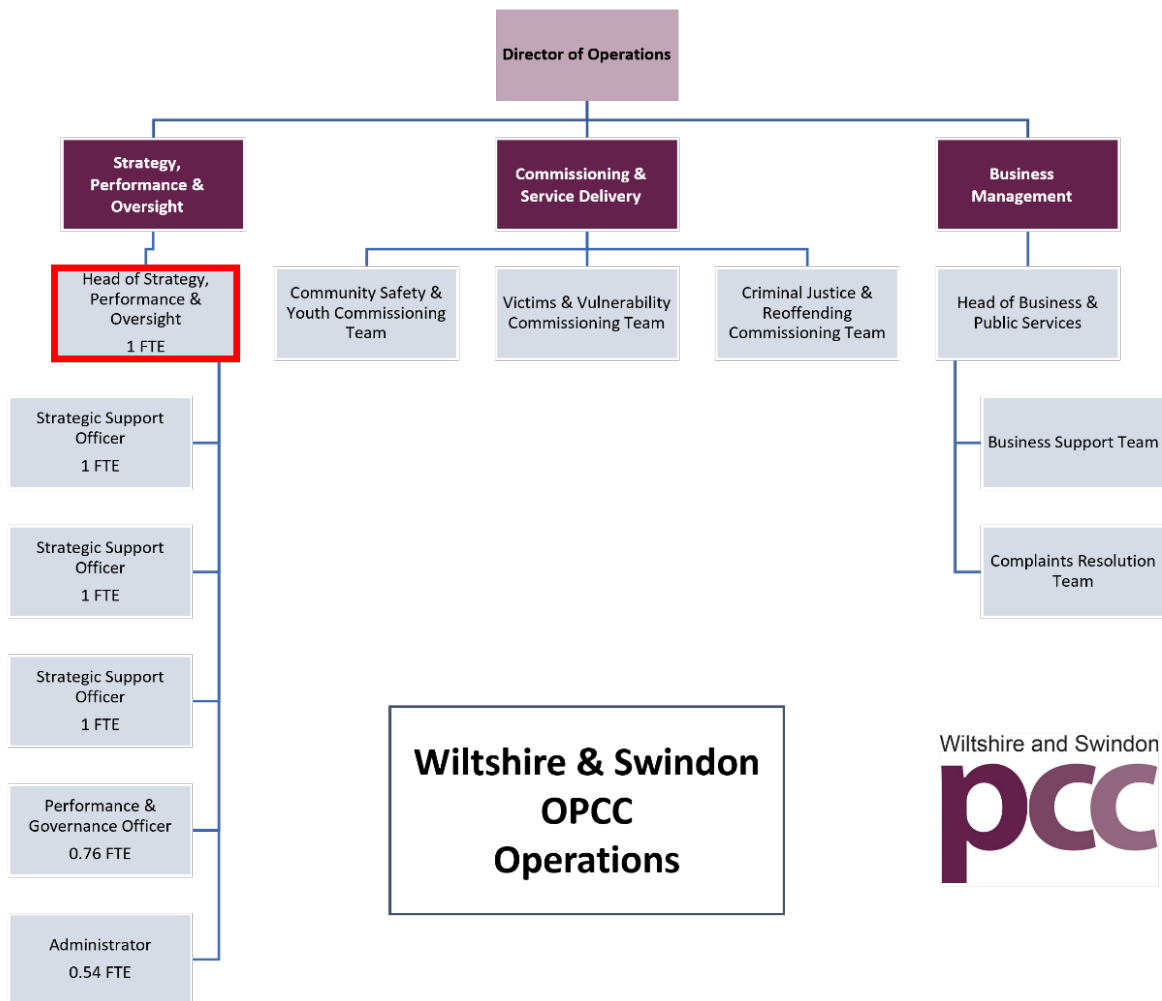 Director of Operations
Strategy,
Performance &
Oversight
Commissioning &
Service Delivery
Business
Management
Head of Strategy,
Performance &
Oversight
1 FTE
Community Safety &
Youth Commissioning
Team
Victims & Vulnerability
Commissioning Team
Criminal Justice &
Reoffending
Commissioning Team
Head of Business &
Public Services
Strategic Support
Officer
1 FTE
Business Support Team
Strategic Support
Officer
1 FTE
Complaints Resolution
Team
Strategic Support
Officer
1 FTE
Performance &
Governance Officer
0.76 FTE
Administrator
0.54 FTE
Wiltshire & Swindon
OPCC
Operations
Wiltshire and Swindon
pcc